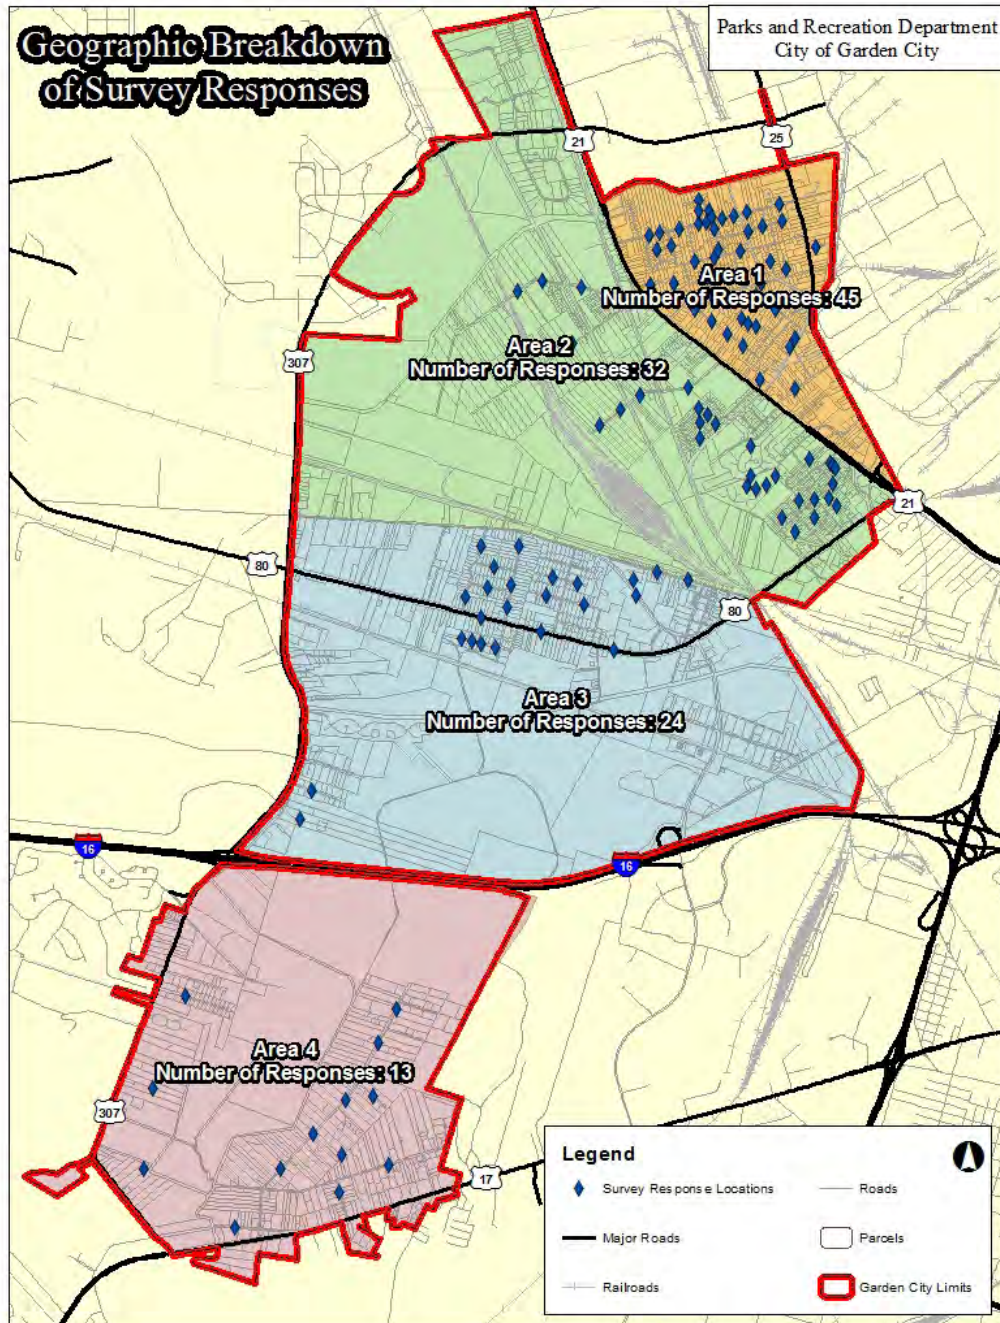 Geographic Breakdown
of Survey Responses
Parks and Recreation Department
City of Garden City
21
25
Area 1
Number of Responses: 45
Area 2
Number of Responses: 32
307
21
80
80
Area 3
Number of Responses: 24
16
16
Area 4
Number of Responses: 13
307
17
Legend
Survey Response Locations
Roads
Major Roads
Parcels
Railroads
Garden City Limits